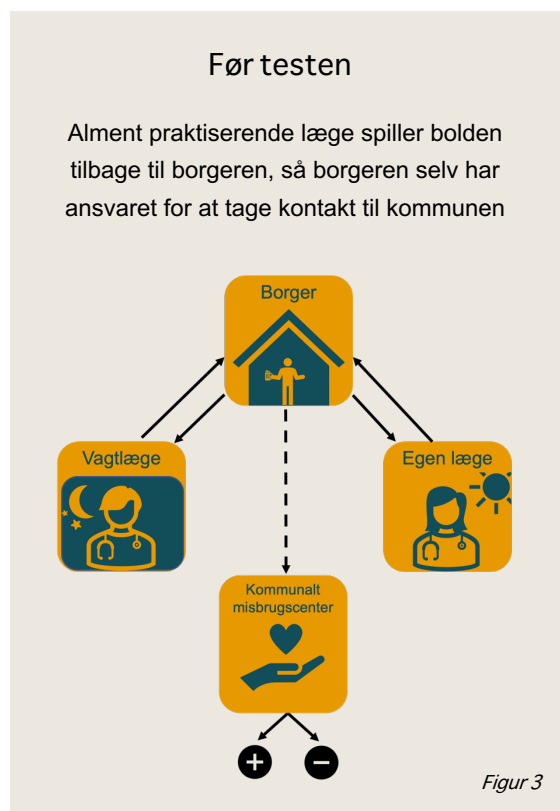 Før testen
Alment praktiserende læge spiller bolden
tilbage til borgeren, så borgeren selv har
ansvaret for at tage kontakt til kommunen
Borger
Vagtlæge
Egen læge
Kommunalt
misbrugscenter
Figur 3